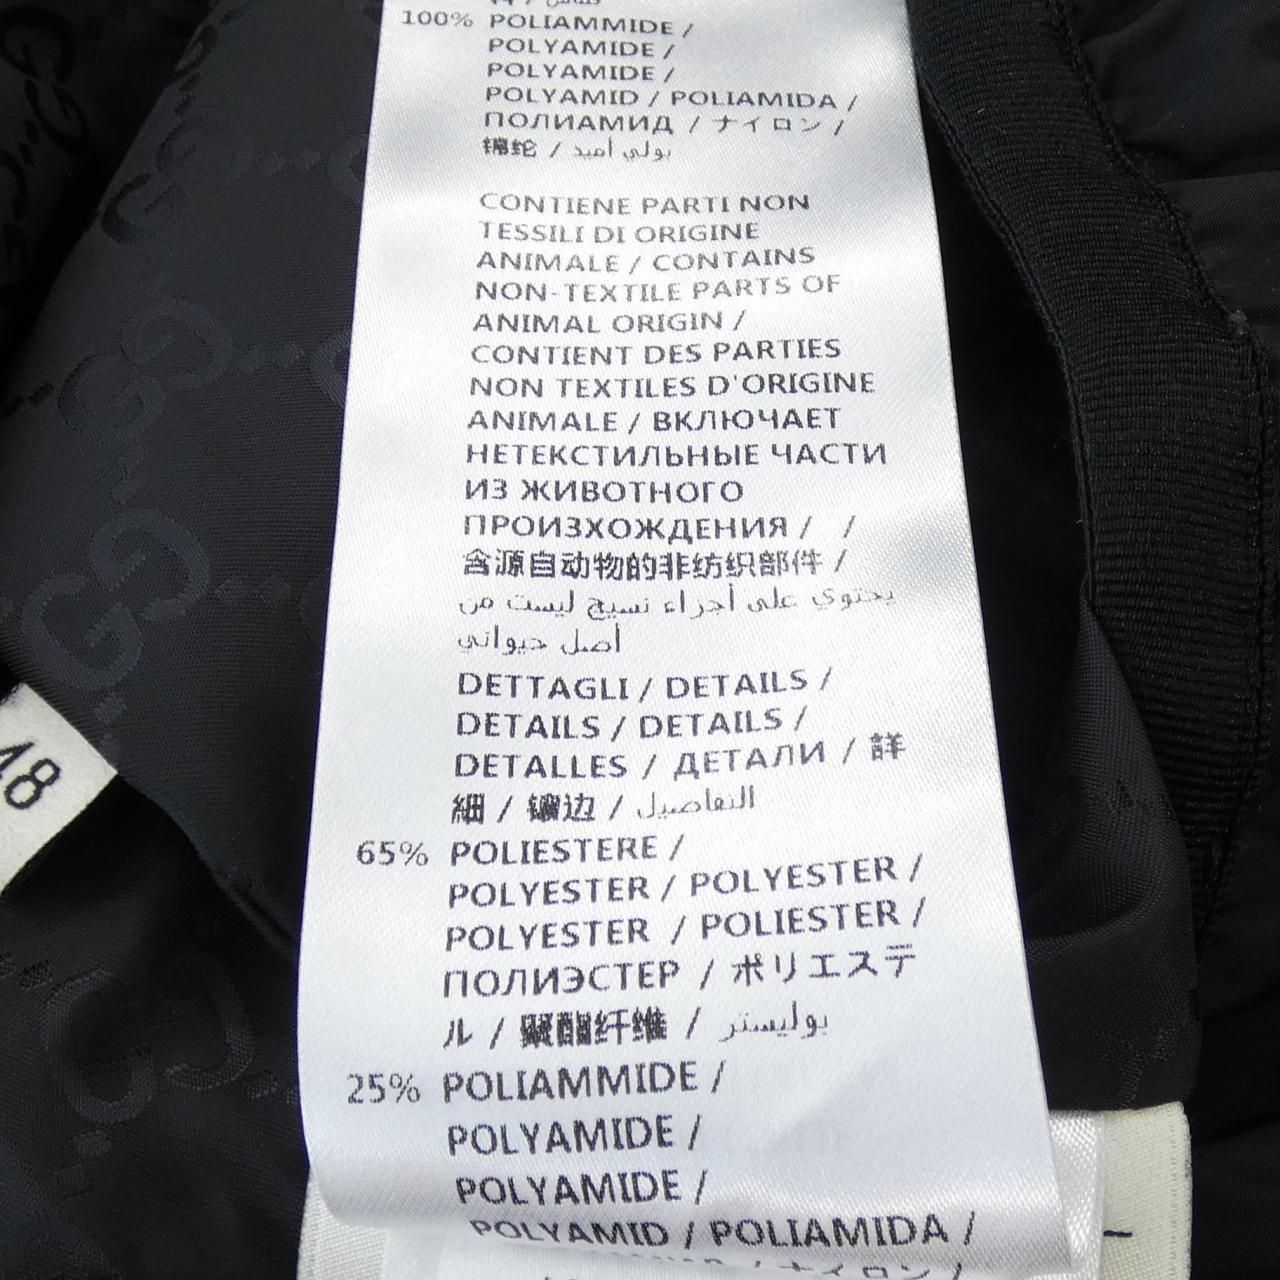 100% POLIAMMIDE /
POLYAMIDE /
POLYAMIDE /
POLYAMID / POLIAMIDA /
ПОЛИАМИД / ナイロン /
锦纶 / بولي أميد
CONTIENE PARTI NON
TESSILI DI ORIGINE
ANIMALE / CONTAINS
NON-TEXTILE PARTS OF
ANIMAL ORIGIN /
CONTIENT DES PARTIES
NON TEXTILES D'ORIGINE
ANIMALE / ВКЛЮЧАЕТ
НЕТЕКСТИЛЬНЫЕ ЧАСТИ
ИЗ ЖИВОТНОГО
ПРОИЗХОЖДЕНИЯ / /
含源自动物的非纺织部件 /
يحتوي على أجزاء نسيج ليست من
أصل حيواني
DETTAGLI / DETAILS /
DETAILS / DETAILS /
DETALLES / ДЕТАЛИ / 詳
細 / 镶边 / التفاصيل
65% POLIESTERE /
POLYESTER / POLYESTER /
POLYESTER / POLIESTER /
ПОЛИЭСТЕР / ポリエステ
ル / 聚酯纤维 / بوليستر
25% POLIAMMIDE /
POLYAMIDE /
POLYAMIDE /
POLYAMID / POLIAMIDA /
48